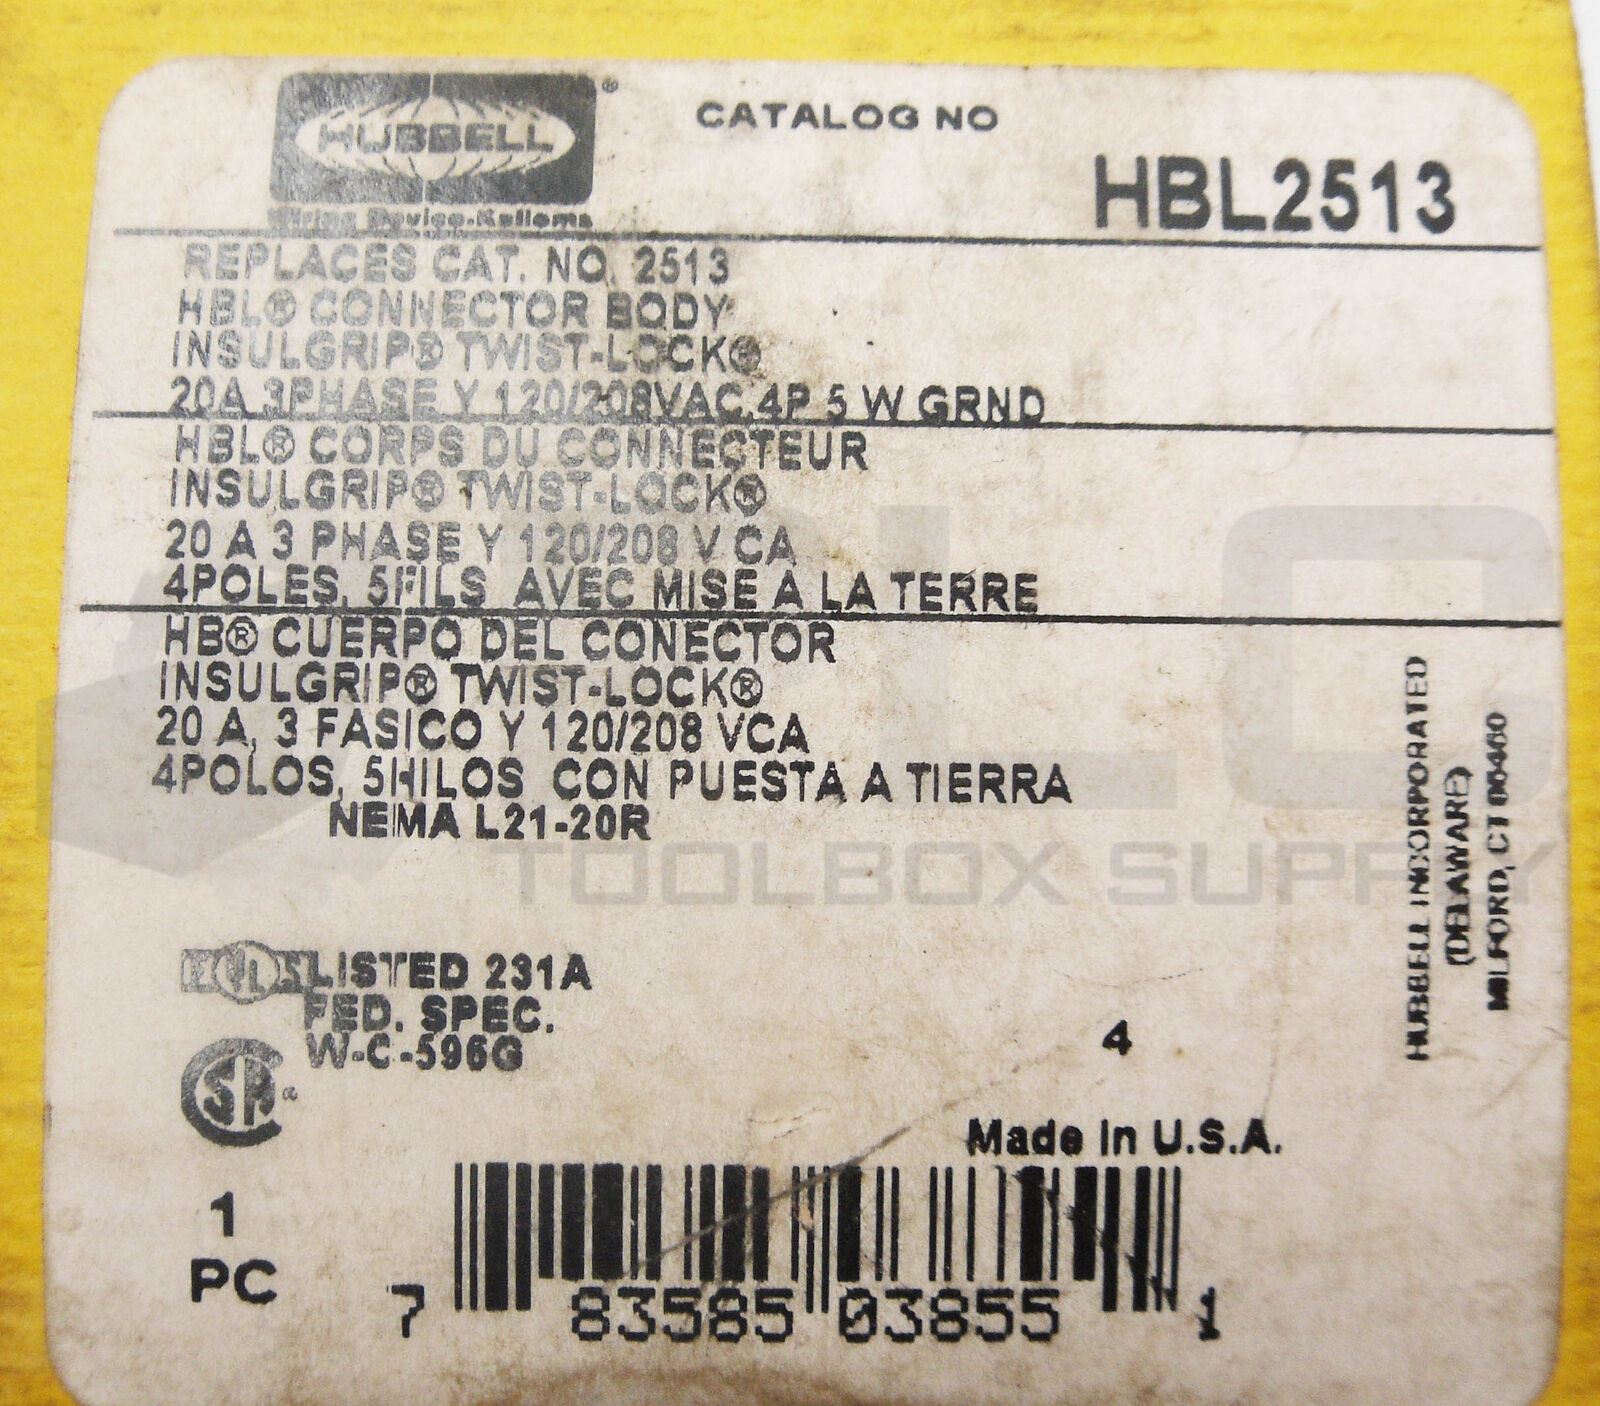 HUBBELL ®
Wiring Device-Kellems
CATALOG NO
HBL2513
REPLACES CAT. NO. 2513
HBL® CONNECTOR BODY
INSULGRIP® TWIST-LOCK®
20A 3PHASE Y 120/208VAC,4P 5 W GRND
HBL® CORPS DU CONNECTEUR
INSULGRIP® TWIST-LOCK®
20 A 3 PHASE Y 120/208 V CA
4POLES, 5FILS AVEC MISE A LA TERRE
HB® CUERPO DEL CONECTOR
INSULGRIP® TWIST-LOCK®
20 A, 3 FASICO Y 120/208 VCA
4POLOS, 5HILOS CON PUESTA A TIERRA
NEMA L21-20R
TOOLBOX SUPPLY
HUBBELL INCORPORATED
(DELAWARE)
MILFORD, CT 06460
UL LISTED 231A
FED. SPEC.
W-C-596G
4
Made In U.S.A.
1
PC
7 83585 03855 1